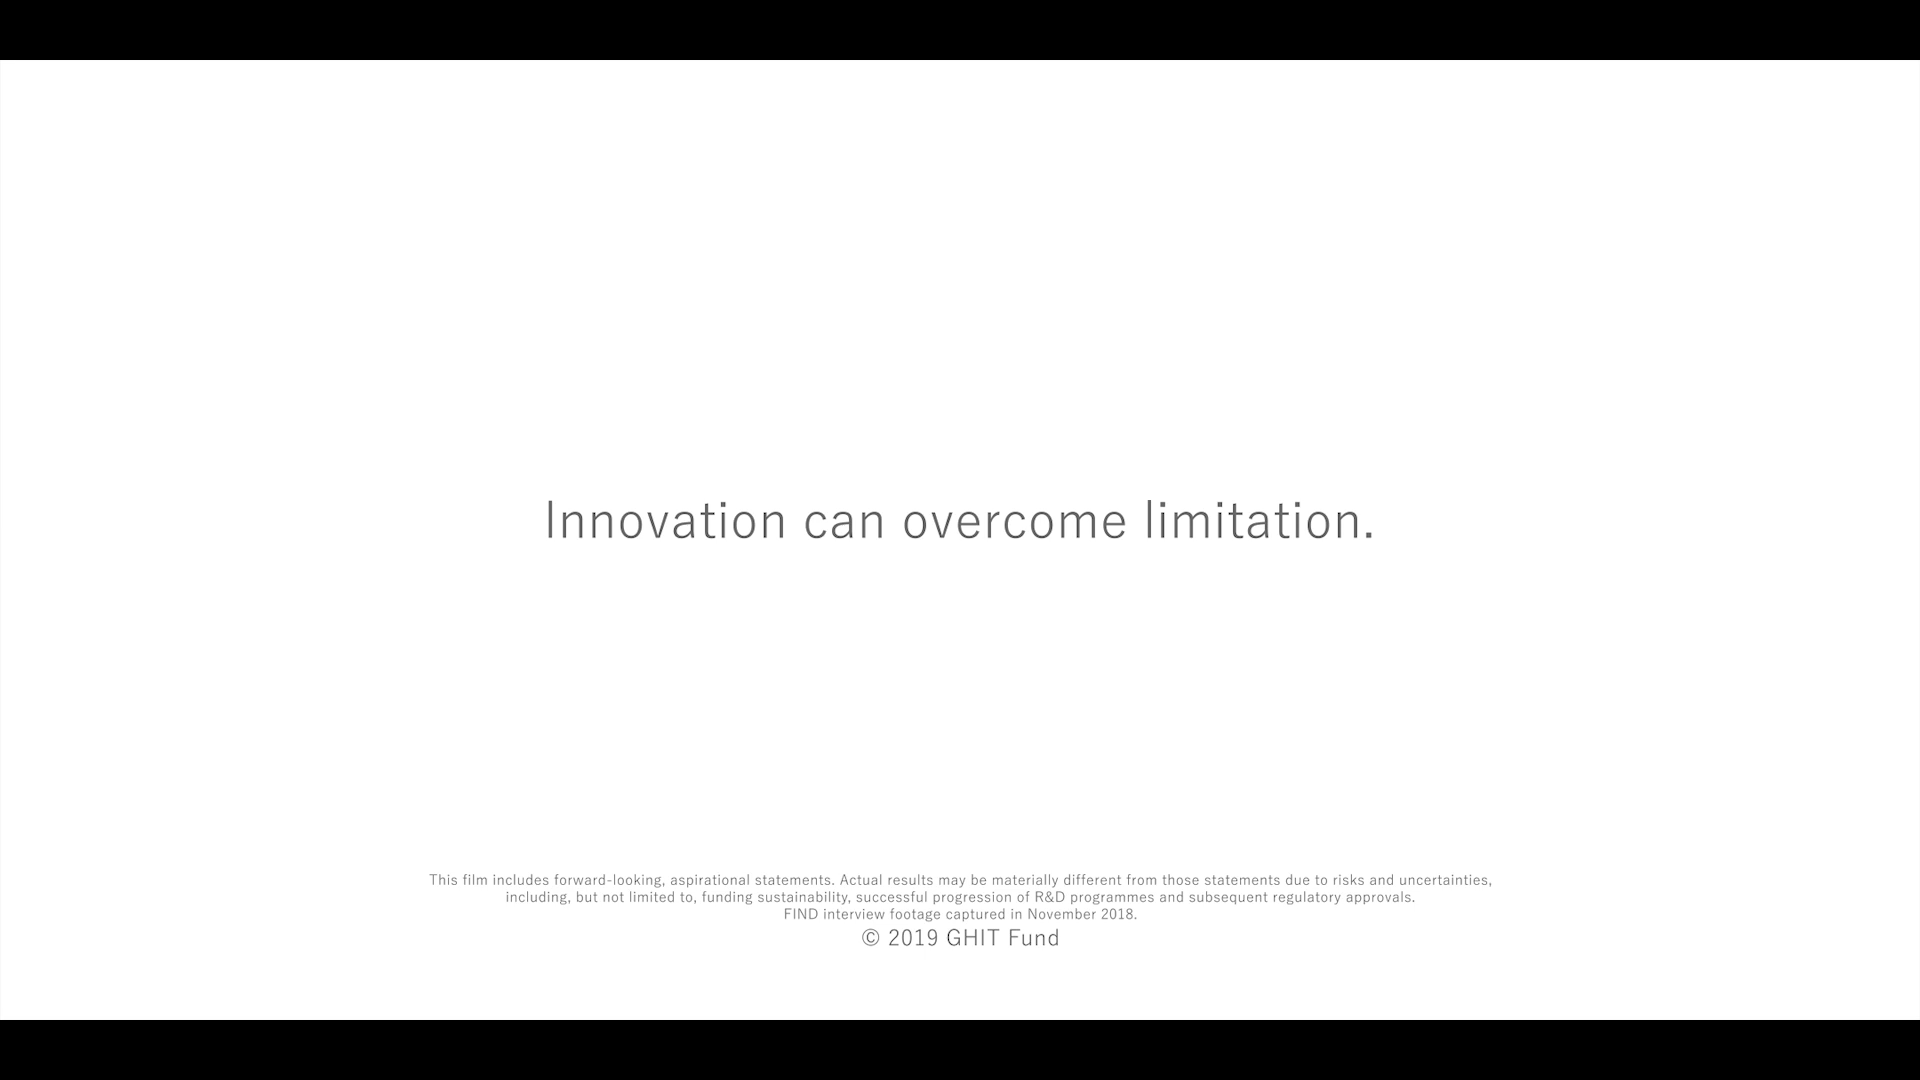 Innovation can overcome limitation.
This film includes forward-looking, aspirational statements. Actual results may be materially different from those statements due to risks and uncertainties,
including, but not limited to, funding sustainability, successful progression of R&D programmes and subsequent regulatory approvals.
FIND interview footage captured in November 2018.
© 2019 GHIT Fund